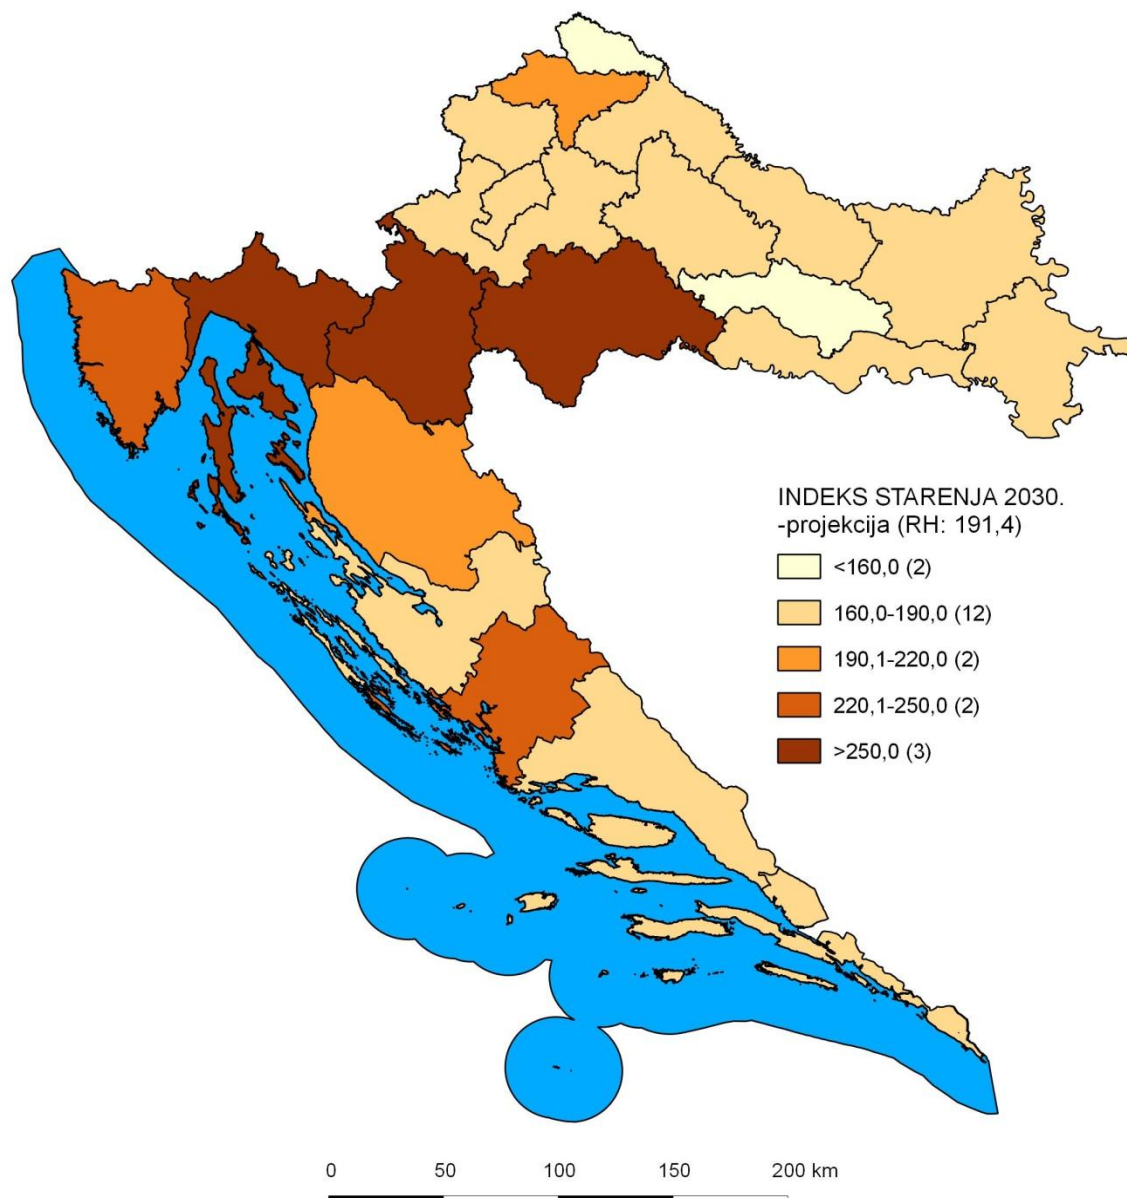 INDEKS STARENJA 2030.
-projekcija (RH: 191,4)
<160,0 (2)
160,0-190,0 (12)
190,1-220,0 (2)
220,1-250,0 (2)
>250,0 (3)
0 50 100 150 200 km